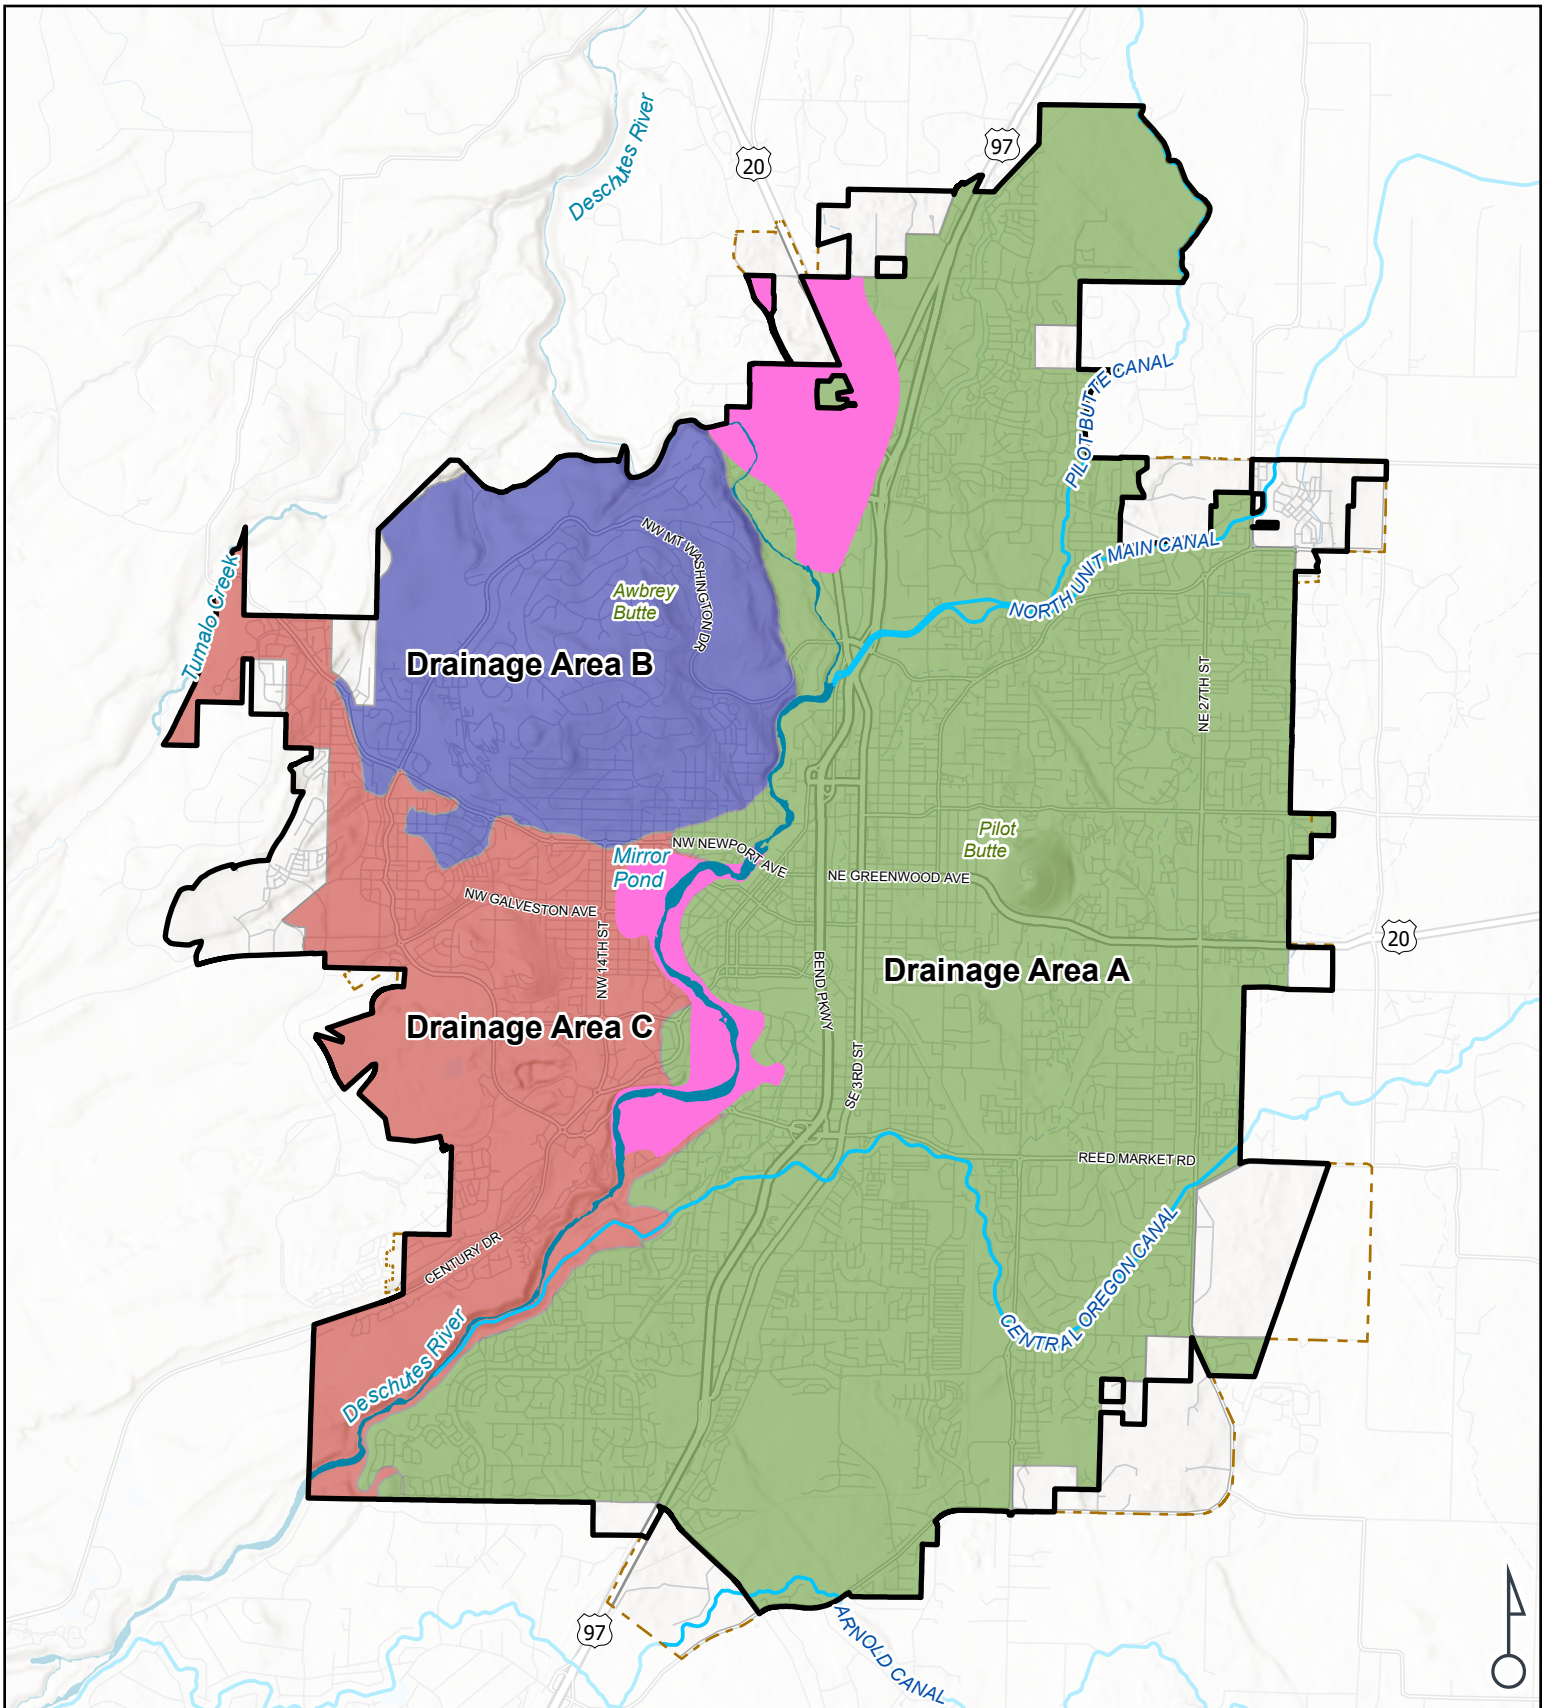 Deschutes River
20
97
PILOT BUTTE CANAL
NW MT WASHINGTON DR
NORTH UNIT MAIN CANAL
Tumalo Creek
Awbrey
Butte
Drainage Area B
NE 27TH ST
Pilot
Butte
Mirror
Pond
NW NEWPORT AVE
NE GREENWOOD AVE
NW GALVESTON AVE
NW 14TH ST
20
BEND PKWY
Drainage Area A
Drainage Area C
SE 3RD ST
REED MARKET RD
CENTURY DR
CENTRAL OREGON CANAL
Deschutes River
97
ARNOLD CANAL